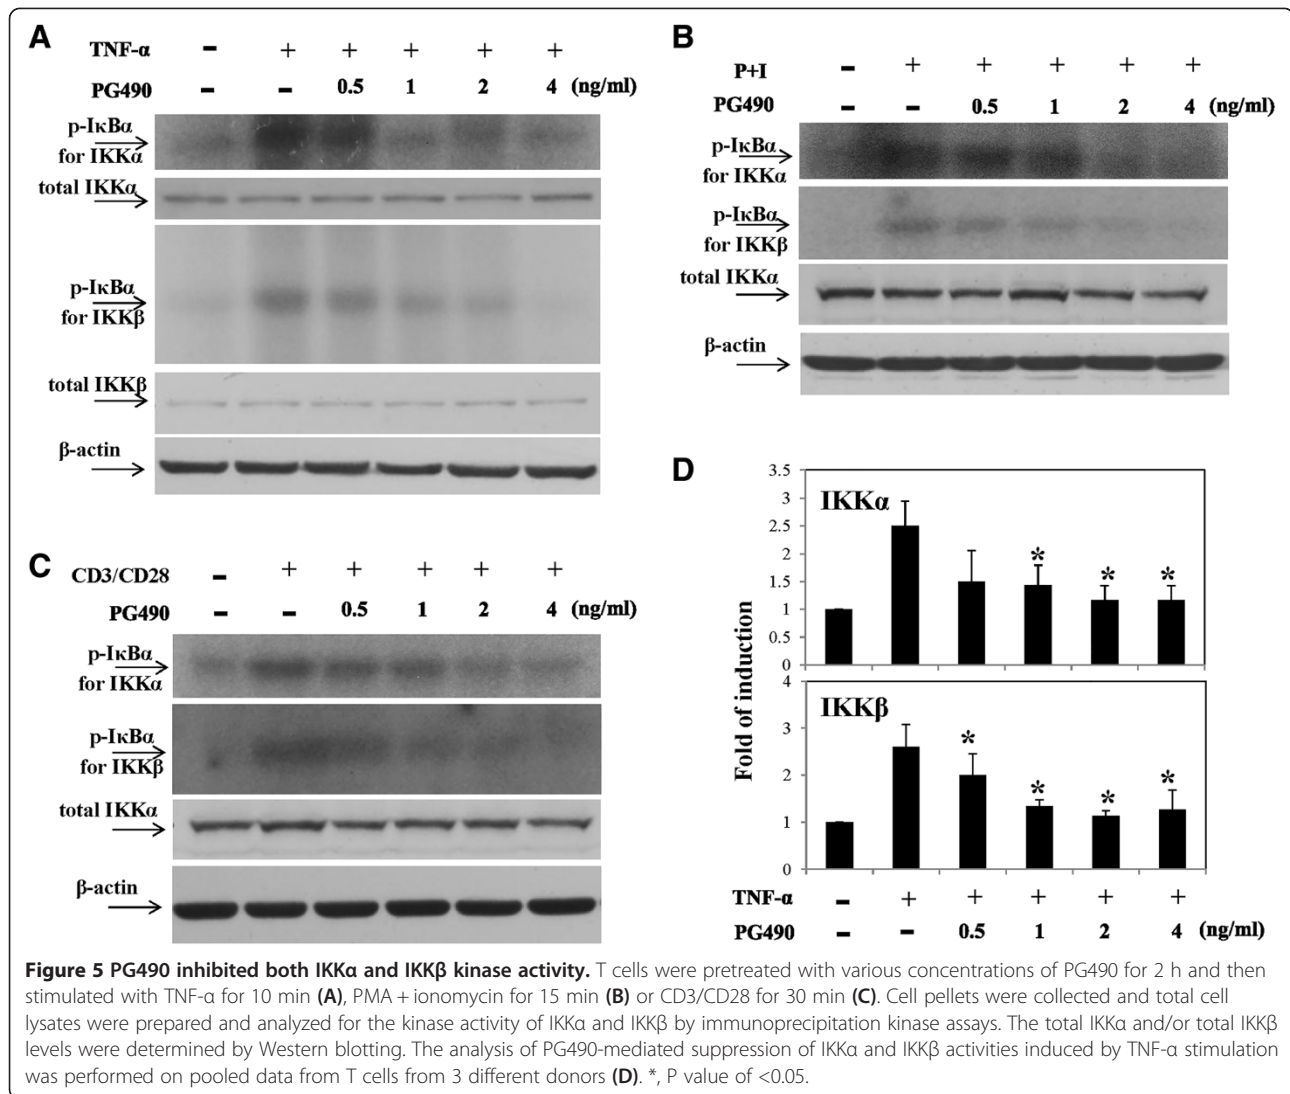 A
TNF-α - + + + + +
PG490 - - 0.5 1 2 4 (ng/ml)
p-IκBα
for IKKα
total IKKα
p-IκBα
for IKKβ
total IKKβ
β-actin
B
P+I - + + + + +
PG490 - - 0.5 1 2 4 (ng/ml)
p-IκBα
for IKKα
p-IκBα
for IKKβ
total IKKα
β-actin
C
CD3/CD28 - + + + + +
PG490 - - 0.5 1 2 4 (ng/ml)
p-IκBα
for IKKα
p-IκBα
for IKKβ
total IKKα
β-actin
D
Fold of induction
3.5
3
2.5
2
1.5
1
0.5
0
IKKα
* * *
4
3
2
1
0
IKKβ
* * * *
TNF-α - + + + + +
PG490 - - 0.5 1 2 4 (ng/ml)
Figure 5 PG490 inhibited both IKKα and IKKβ kinase activity. T cells were pretreated with various concentrations of PG490 for 2 h and then
stimulated with TNF-α for 10 min (A), PMA + ionomycin for 15 min (B) or CD3/CD28 for 30 min (C). Cell pellets were collected and total cell
lysates were prepared and analyzed for the kinase activity of IKKα and IKKβ by immunoprecipitation kinase assays. The total IKKα and/or total IKKβ
levels were determined by Western blotting. The analysis of PG490-mediated suppression of IKKα and IKKβ activities induced by TNF-α stimulation
was performed on pooled data from T cells from 3 different donors (D). *, P value of <0.05.